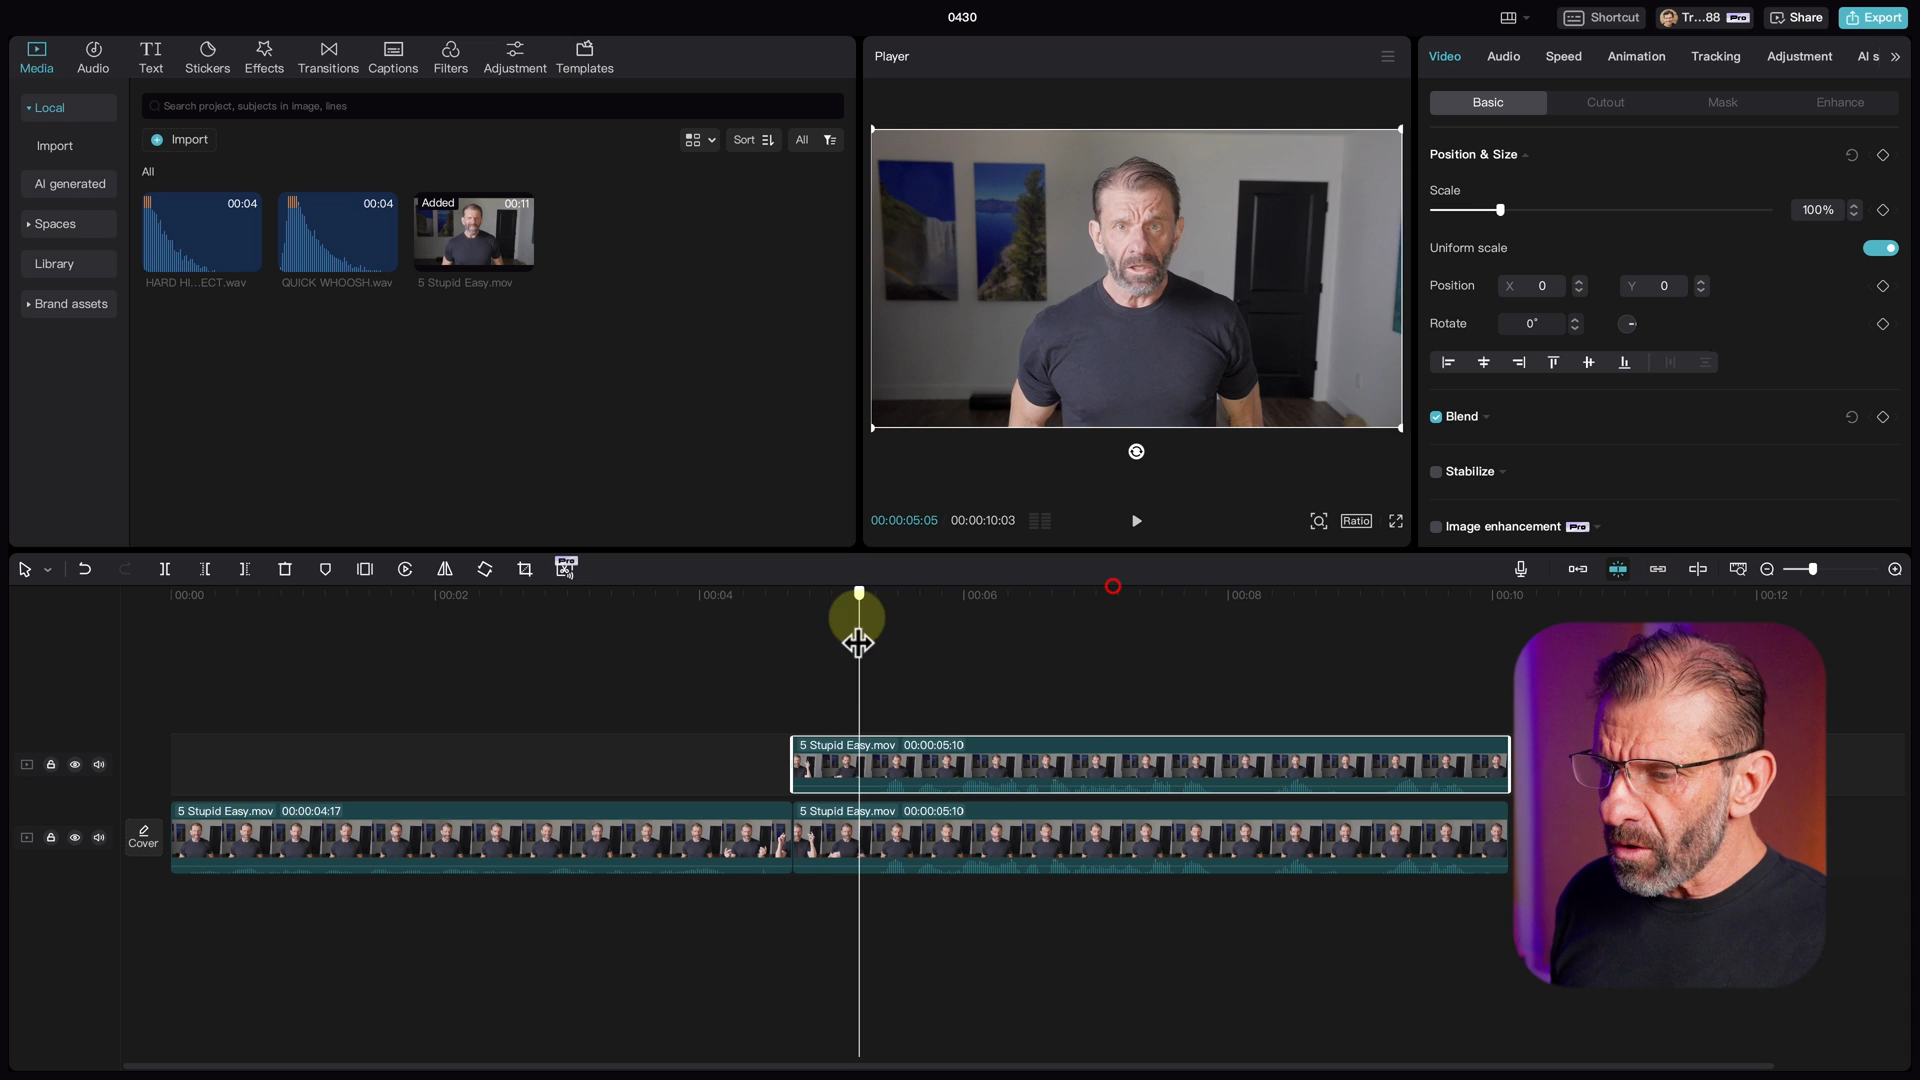 0430
Shortcut
Tr...88 Pro
Share
Export
Media
Audio
Text
Stickers
Effects
Transitions
Captions
Filters
Adjustment
Templates
Local
Import
AI generated
Spaces
Library
Brand assets
Search project, subjects in image, lines
Import
Sort
All
All
00:04
00:04
Added 00:11
HARD HI...ECT.wav
QUICK WHOOSH.wav
5 Stupid Easy.mov
Player
00:00:05:05 00:00:10:03
Ratio
Video
Audio
Speed
Animation
Tracking
Adjustment
AI s
Basic
Cutout
Mask
Enhance
Position & Size
Scale
100%
Uniform scale
Position X 0 Y 0
Rotate 0°
Blend
Stabilize
Image enhancement Pro
Pro
00:00 00:02 00:04 00:06 00:08 00:10 00:12
5 Stupid Easy.mov 00:00:05:10
5 Stupid Easy.mov 00:00:04:17
5 Stupid Easy.mov 00:00:05:10
Cover